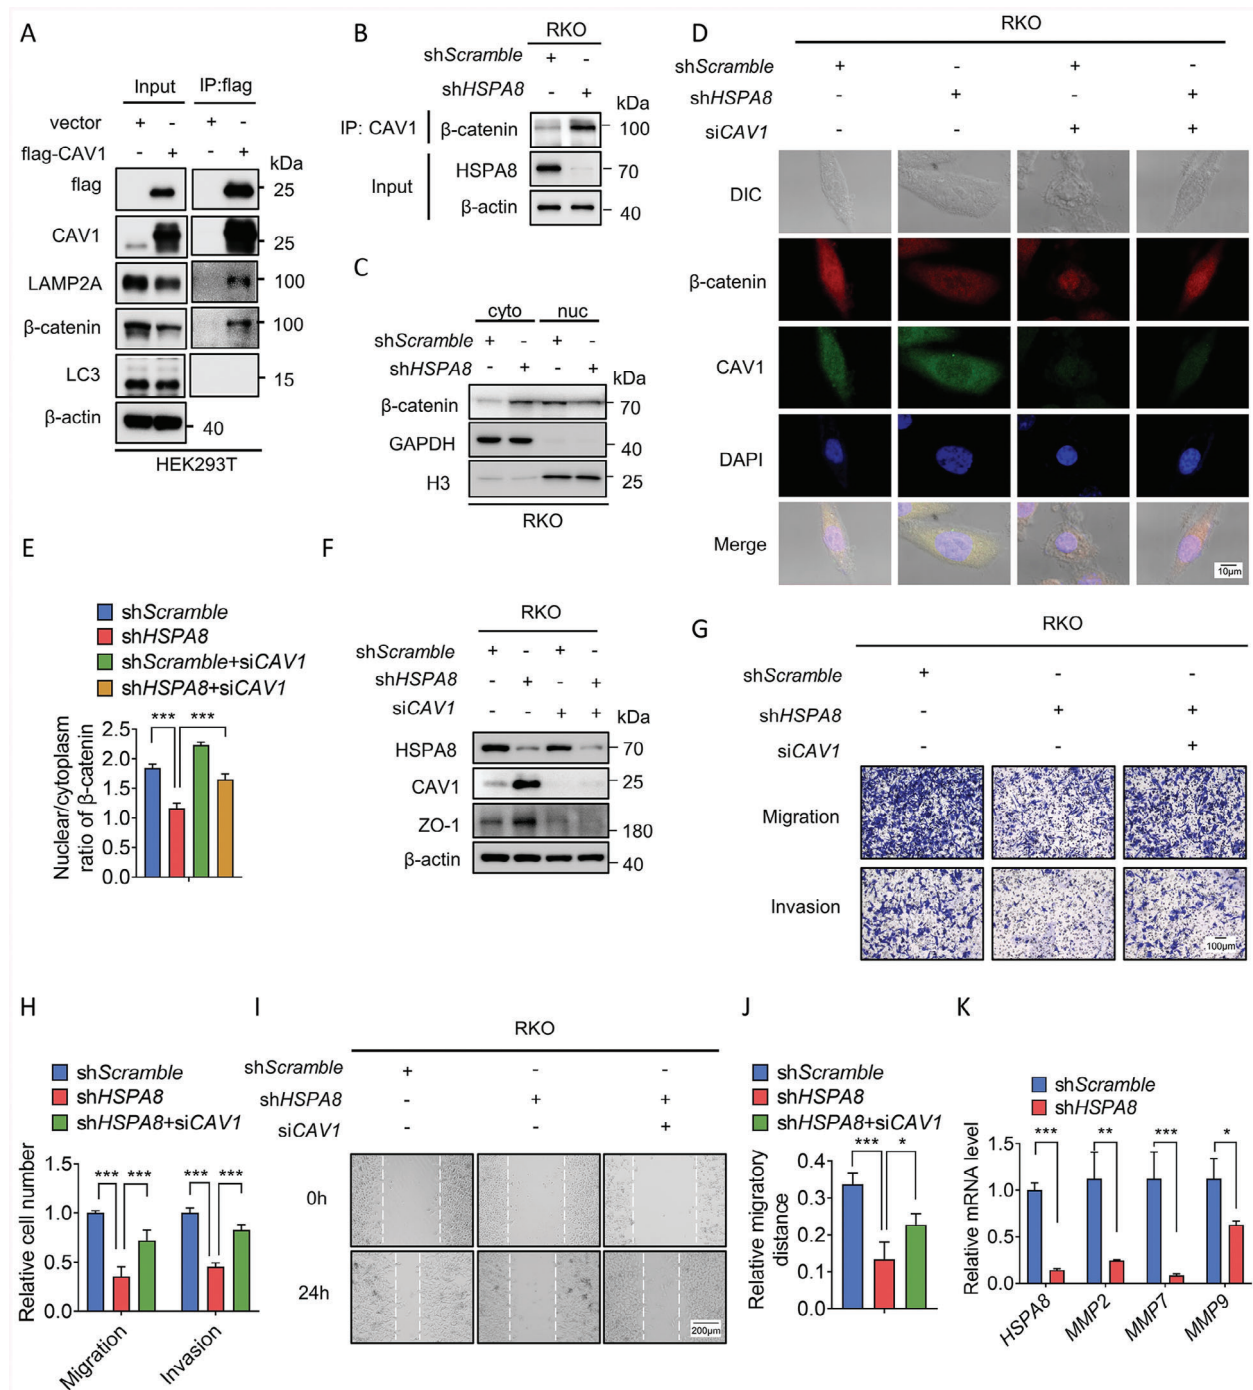 A
Input IP:flag
vector + - + -
flag-CAV1 - + - + kDa
flag 25
CAV1 25
LAMP2A 100
β-catenin 100
LC3 15
β-actin 40
HEK293T
B
RKO
shScramble + -
shHSPA8 - + kDa
IP: CAV1 β-catenin 100
Input HSPA8 70
β-actin 40
C
cyto nuc
shScramble + - + -
shHSPA8 - + - + kDa
β-catenin 70
GAPDH 40
H3 25
RKO
D
RKO
shScramble + - + -
shHSPA8 - + - +
siCAV1 - - + +
DIC
β-catenin
CAV1
DAPI
Merge
10μm
E
shScramble
shHSPA8
shScramble+siCAV1
shHSPA8+siCAV1
Nuclear/cytoplasm
ratio of β-catenin
*** ***
2.5
2.0
1.5
1.0
0.5
0.0
F
RKO
shScramble + - + -
shHSPA8 - + - +
siCAV1 - - + + kDa
HSPA8 70
CAV1 25
ZO-1 180
β-actin 40
G
RKO
shScramble + - -
shHSPA8 - + +
siCAV1 - - +
Migration
Invasion
100μm
H
shScramble
shHSPA8
shHSPA8+siCAV1
Relative cell number
*** *** *** ***
1.5
1.0
0.5
0.0
Migration Invasion
I
RKO
shScramble + - -
shHSPA8 - + +
siCAV1 - - +
0h
24h
200μm
J
shScramble
shHSPA8
shHSPA8+siCAV1
Relative migratory
distance
*** *
0.4
0.3
0.2
0.1
0.0
K
shScramble
shHSPA8
Relative mRNA level
*** ** *** *
1.5
1.0
0.5
0.0
HSPA8 MMP2 MMP7 MMP9